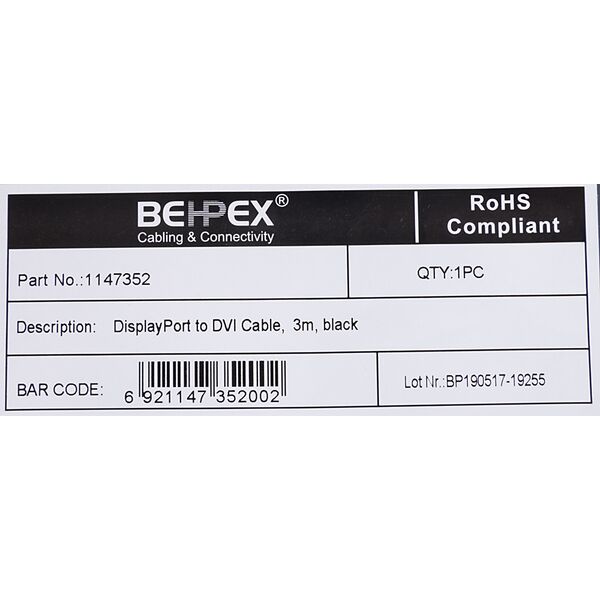 BEHPEX®
Cabling & Connectivity
RoHS
Compliant
Part No.:1147352
QTY:1PC
Description: DisplayPort to DVI Cable, 3m, black
BAR CODE:
6 921147 352002
Lot Nr.:BP190517-19255